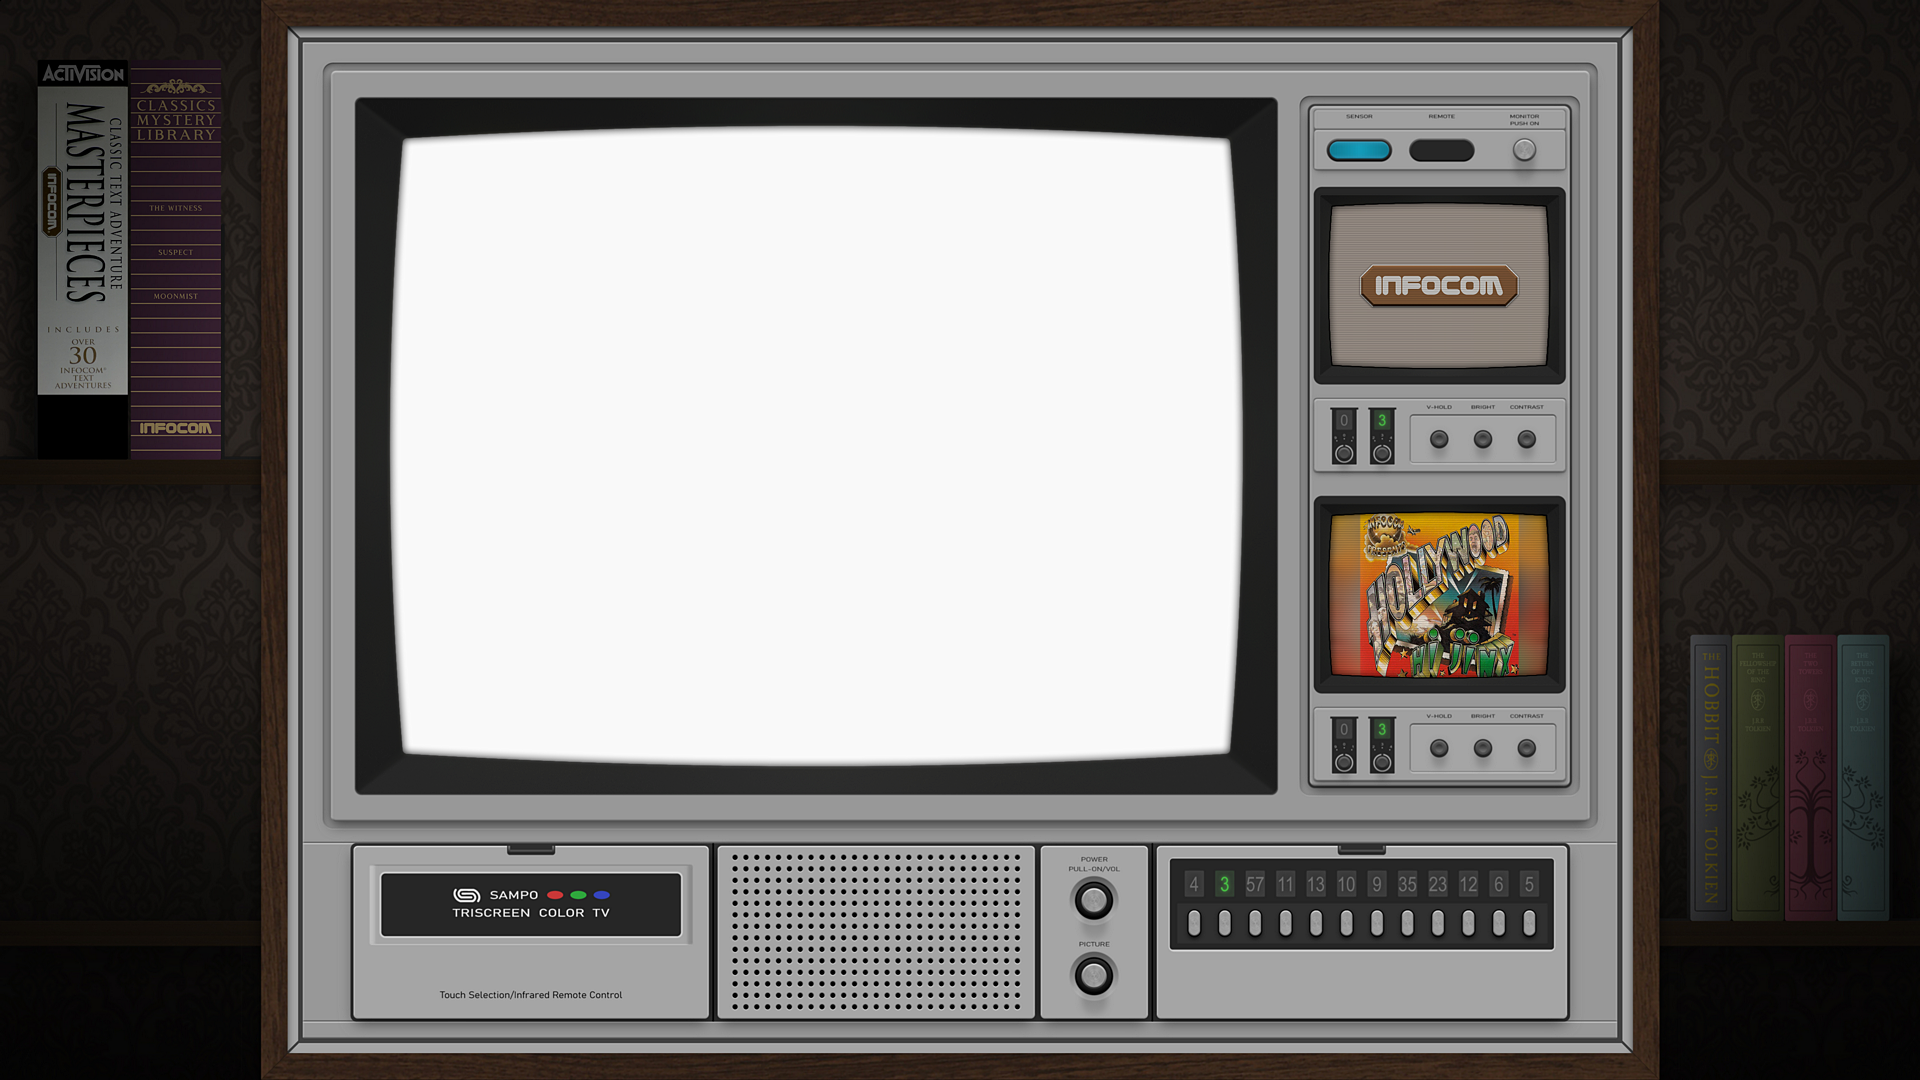 ACTIVISION
CLASSIC TEXT ADVENTURE
MASTERPIECES
INFOCOM
INCLUDES
OVER
30
INFOCOM®
TEXT
ADVENTURES
CLASSICS
MYSTERY
LIBRARY
THE WITNESS
SUSPECT
MOONMIST
INFOCOM
SENSOR
REMOTE
MONITOR
PUSH ON
INFOCOM
0
3
V-HOLD
BRIGHT
CONTRAST
INFOCOM
PRESENTS
HOLLYWOOD
HIJINX
0
3
V-HOLD
BRIGHT
CONTRAST
SAMPO
TRISCREEN COLOR TV
Touch Selection/Infrared Remote Control
POWER
PULL-ON/VOL
PICTURE
4 3 57 11 13 10 9 35 23 12 6 5
THE HOBBIT J.R.R. TOLKIEN
THE
FELLOWSHIP
OF THE
RING
J.R.R.
TOLKIEN
THE
TWO
TOWERS
J.R.R.
TOLKIEN
THE
RETURN
OF THE
KING
J.R.R.
TOLKIEN